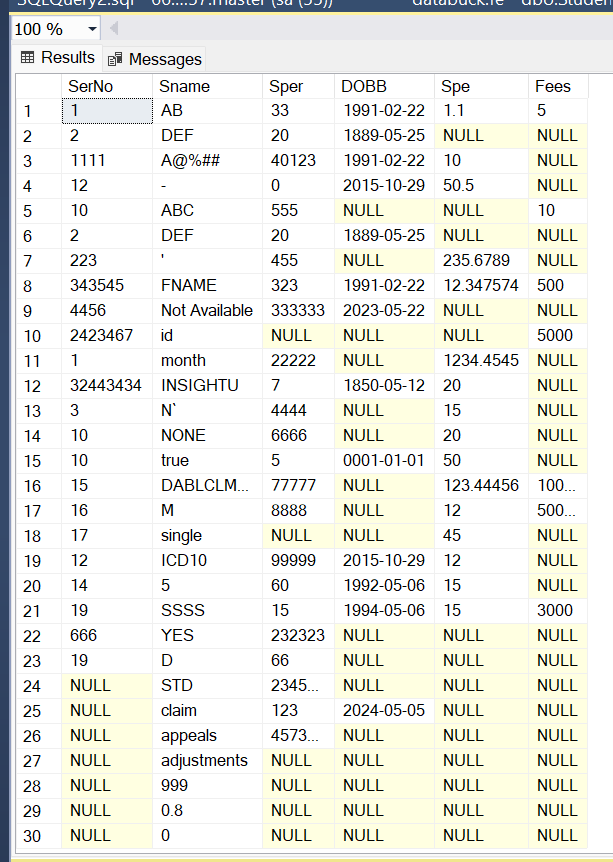 100 %
Results Messages
SerNo Sname Sper DOBB Spe Fees
1 1 AB 33 1991-02-22 1.1 5
2 2 DEF 20 1889-05-25 NULL NULL
3 1111 A@%## 40123 1991-02-22 10 NULL
4 12 - 0 2015-10-29 50.5 NULL
5 10 ABC 555 NULL NULL 10
6 2 DEF 20 1889-05-25 NULL NULL
7 223 ' 455 NULL 235.6789 NULL
8 343545 FNAME 323 1991-02-22 12.347574 500
9 4456 Not Available 333333 2023-05-22 NULL NULL
10 2423467 id NULL NULL NULL 5000
11 1 month 22222 NULL 1234.4545 NULL
12 32443434 INSIGHTU 7 1850-05-12 20 NULL
13 3 N` 4444 NULL 15 NULL
14 10 NONE 6666 NULL 20 NULL
15 10 true 5 0001-01-01 50 NULL
16 15 DABLCLM... 77777 NULL 123.44456 100...
17 16 M 8888 NULL 12 500...
18 17 single NULL NULL 45 NULL
19 12 ICD10 99999 2015-10-29 12 NULL
20 14 5 60 1992-05-06 15 NULL
21 19 SSSS 15 1994-05-06 15 3000
22 666 YES 232323 NULL NULL NULL
23 19 D 66 NULL NULL NULL
24 NULL STD 2345... NULL NULL NULL
25 NULL claim 123 2024-05-05 NULL NULL
26 NULL appeals 4573... NULL NULL NULL
27 NULL adjustments NULL NULL NULL NULL
28 NULL 999 NULL NULL NULL NULL
29 NULL 0.8 NULL NULL NULL NULL
30 NULL 0 NULL NULL NULL NULL